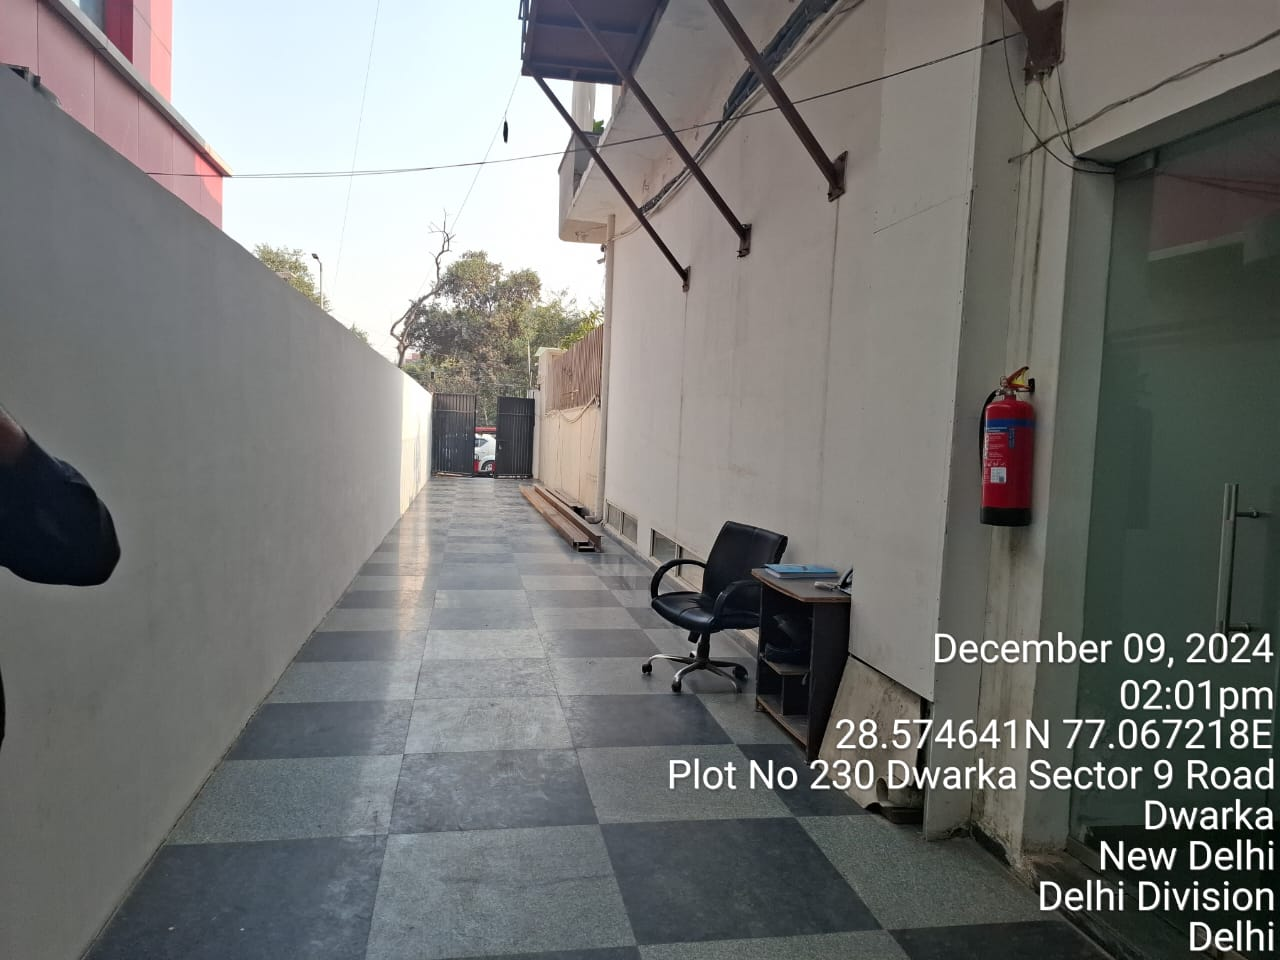 December 09, 2024
02:01pm
28.574641N 77.067218E
Plot No 230 Dwarka Sector 9 Road
Dwarka
New Delhi
Delhi Division
Delhi